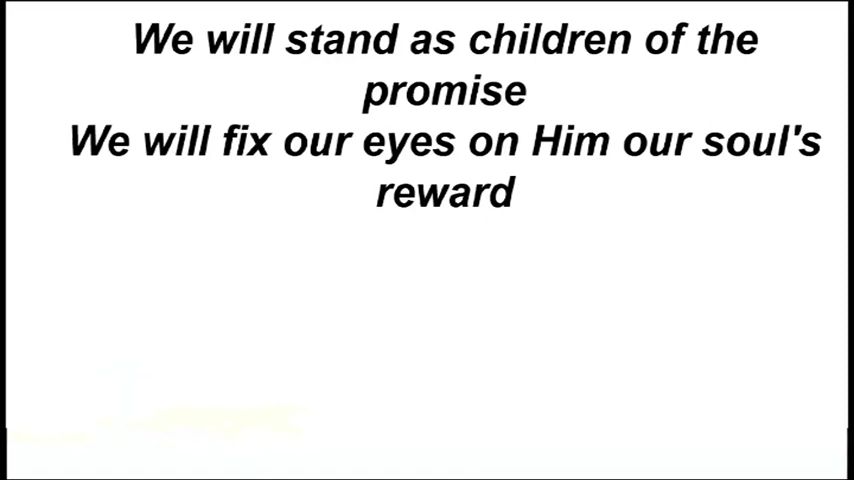 We will stand as children of the
promise
We will fix our eyes on Him our soul's
reward